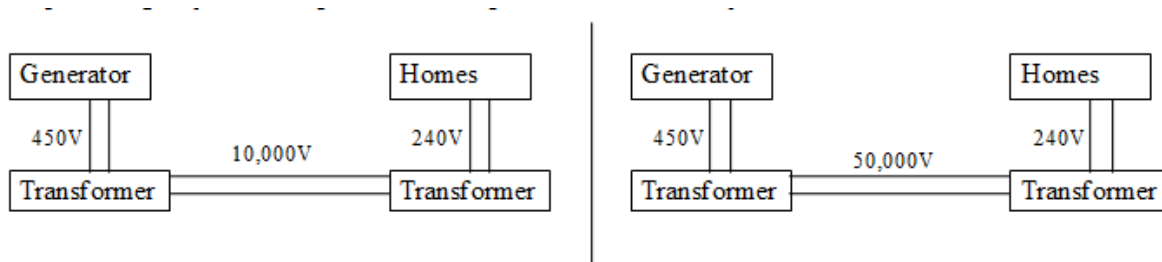 Generator
Homes
450V
240V
10,000V
Transformer
Transformer
Generator
Homes
450V
240V
50,000V
Transformer
Transformer